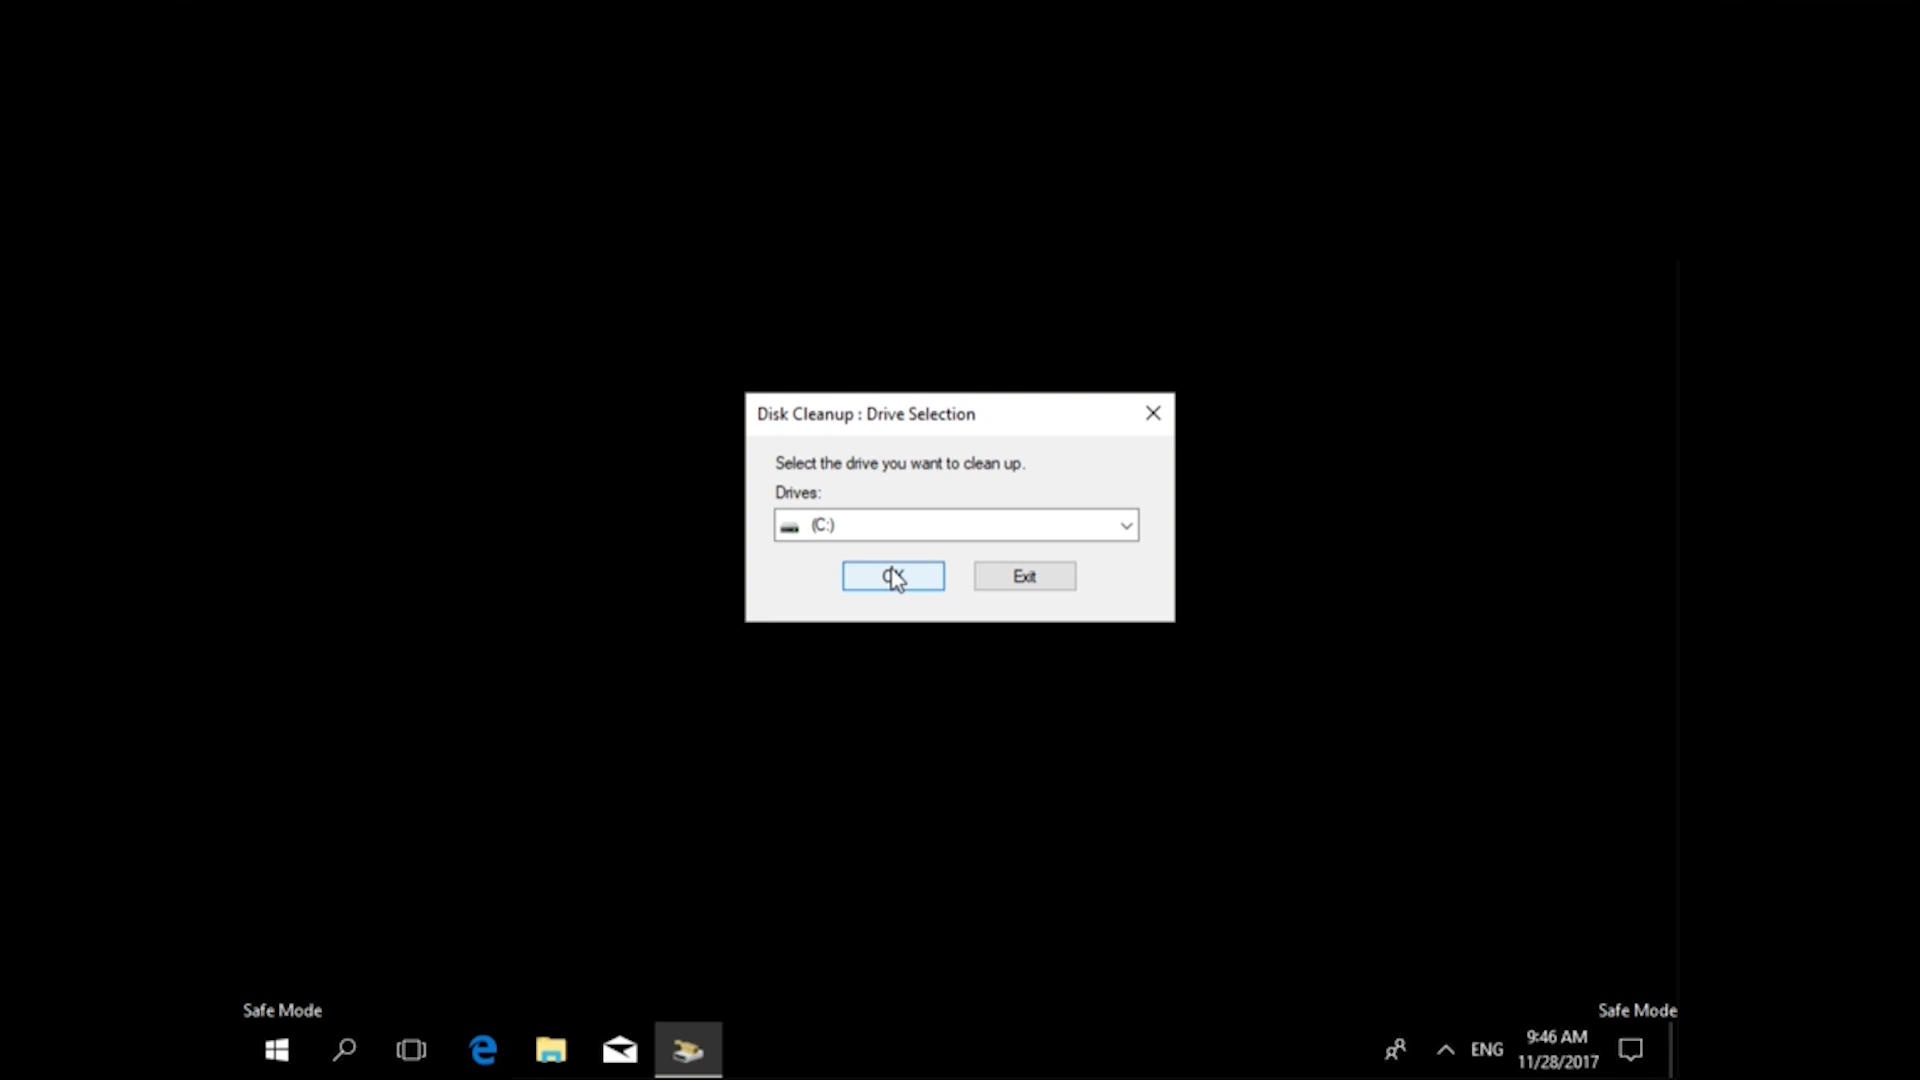 Disk Cleanup : Drive Selection
Select the drive you want to clean up.
Drives:
(C:)
Exit
Safe Mode
Safe Mode
ENG
9:46 AM
11/28/2017